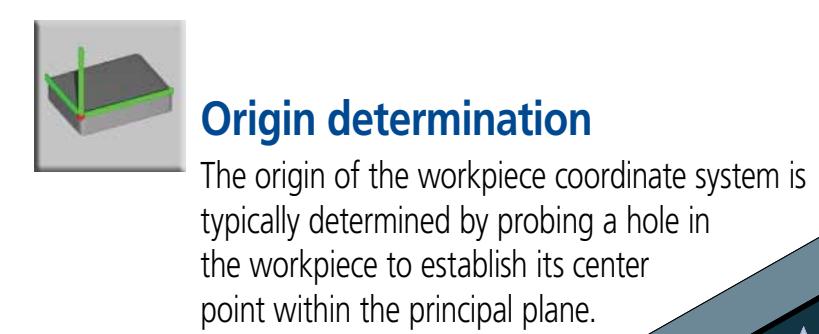 Origin determination
The origin of the workpiece coordinate system is
typically determined by probing a hole in
the workpiece to establish its center
point within the principal plane.